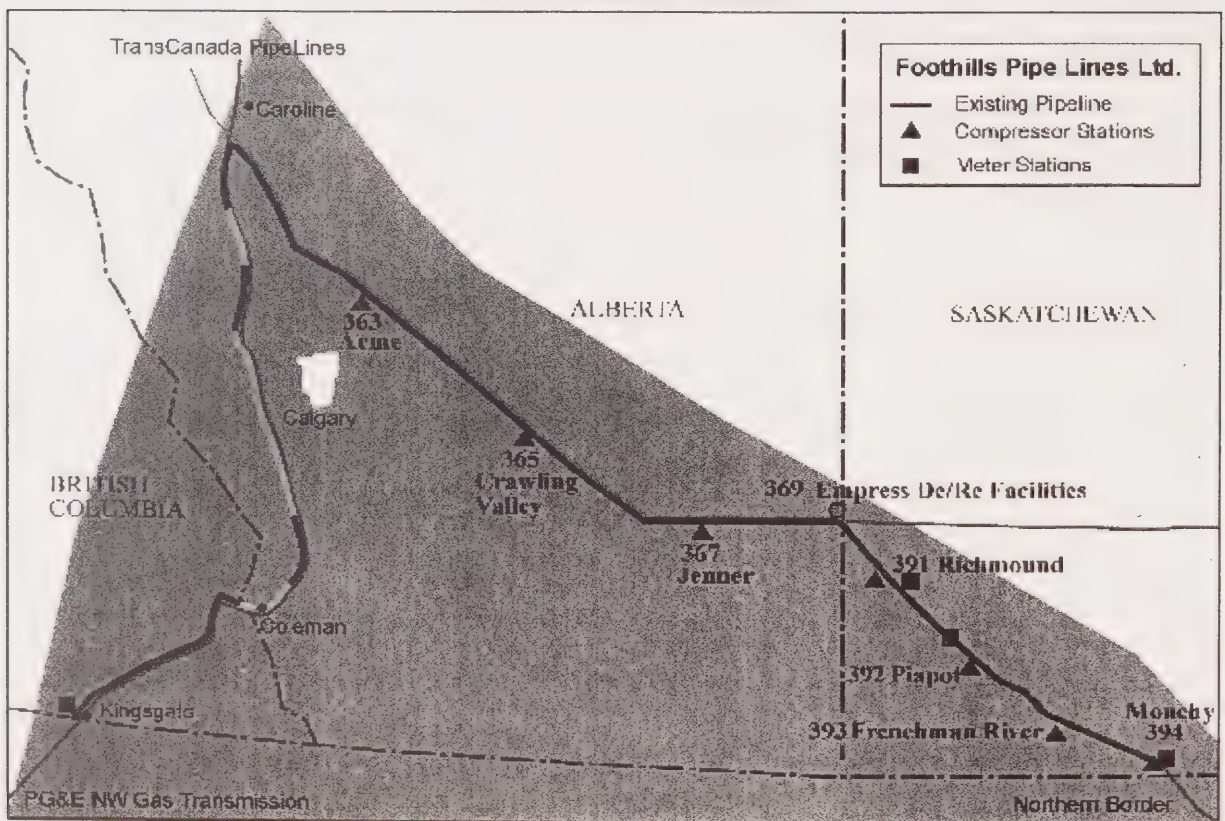 TransCanada PipeLines
Caroline
Foothills Pipe Lines Ltd.
Existing Pipeline
Compressor Stations
Meter Stations
ALBERTA
SASKATCHEWAN
363
Acme
Calgary
365
Crawling
Valley
BRITISH
COLUMBIA
369 Empress De/Re Facilities
367
Jenner
391 Richmound
Coleman
392 Piapot
Kingsgate
393 Frenchman River
Monchy
394
PG&E NW Gas Transmission
Northern Border